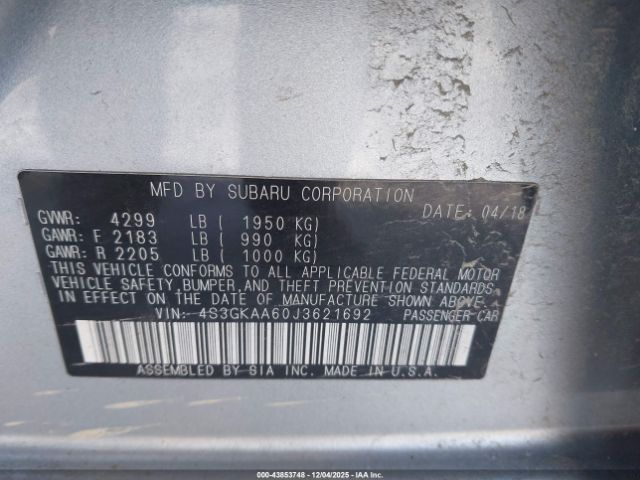 MFD BY SUBARU CORPORATION
DATE: 04/18
GVWR: 4299 LB ( 1950 KG)
GAWR: F 2183 LB ( 990 KG)
GAWR: R 2205 LB ( 1000 KG)
THIS VEHICLE CONFORMS TO ALL APPLICABLE FEDERAL MOTOR
VEHICLE SAFETY, BUMPER, AND THEFT PREVENTION STANDARDS
IN EFFECT ON THE DATE OF MANUFACTURE SHOWN ABOVE.
VIN: 4S3GKAA60J3621692 PASSENGER CAR
ASSEMBLED BY SIA INC. MADE IN U.S.A.
000-43853748 - 12/04/2025 - IAAI, Inc.